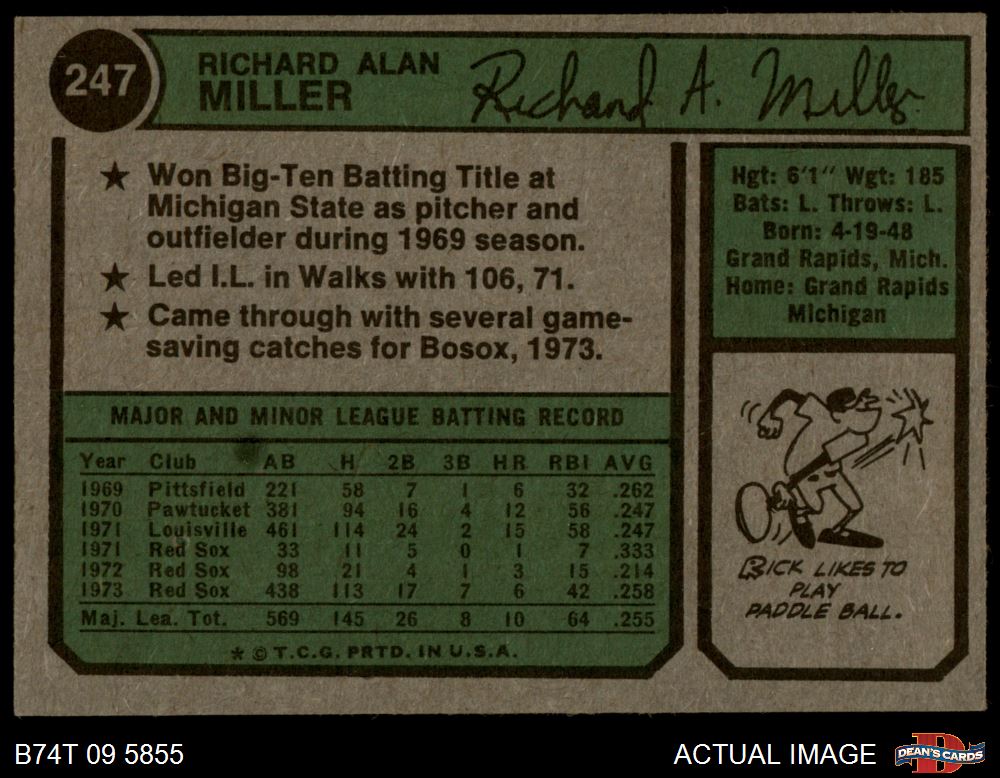 247
RICHARD ALAN
MILLER
Richard A. Miller
★ Won Big-Ten Batting Title at
Michigan State as pitcher and
outfielder during 1969 season.
★ Led I.L. in Walks with 106, 71.
★ Came through with several game-
saving catches for Bosox, 1973.
Hgt: 6'1" Wgt: 185
Bats: L. Throws: L.
Born: 4-19-48
Grand Rapids, Mich.
Home: Grand Rapids
Michigan
MAJOR AND MINOR LEAGUE BATTING RECORD
Year Club AB H 2B 3B HR RBI AVG
1969 Pittsfield 221 58 7 1 6 32 .262
1970 Pawtucket 381 94 16 4 12 56 .247
1971 Louisville 461 114 24 2 15 58 .247
1971 Red Sox 33 11 5 0 1 7 .333
1972 Red Sox 98 21 4 1 3 15 .214
1973 Red Sox 438 113 17 7 6 42 .258
Maj. Lea. Tot. 569 145 26 8 10 64 .255
* © T.C.G. PRTD. IN U.S.A.
RICK LIKES TO
PLAY
PADDLE BALL.
B74T 09 5855
ACTUAL IMAGE
DEAN'S CARDS